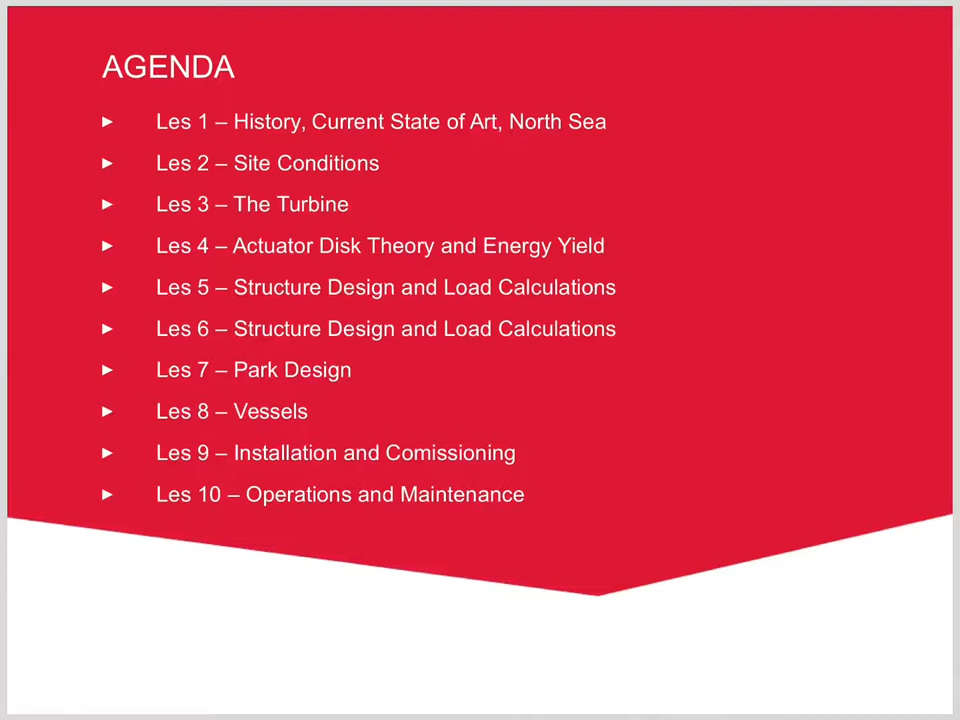 AGENDA
► Les 1 – History, Current State of Art, North Sea
► Les 2 – Site Conditions
► Les 3 – The Turbine
► Les 4 – Actuator Disk Theory and Energy Yield
► Les 5 – Structure Design and Load Calculations
► Les 6 – Structure Design and Load Calculations
► Les 7 – Park Design
► Les 8 – Vessels
► Les 9 – Installation and Comissioning
► Les 10 – Operations and Maintenance